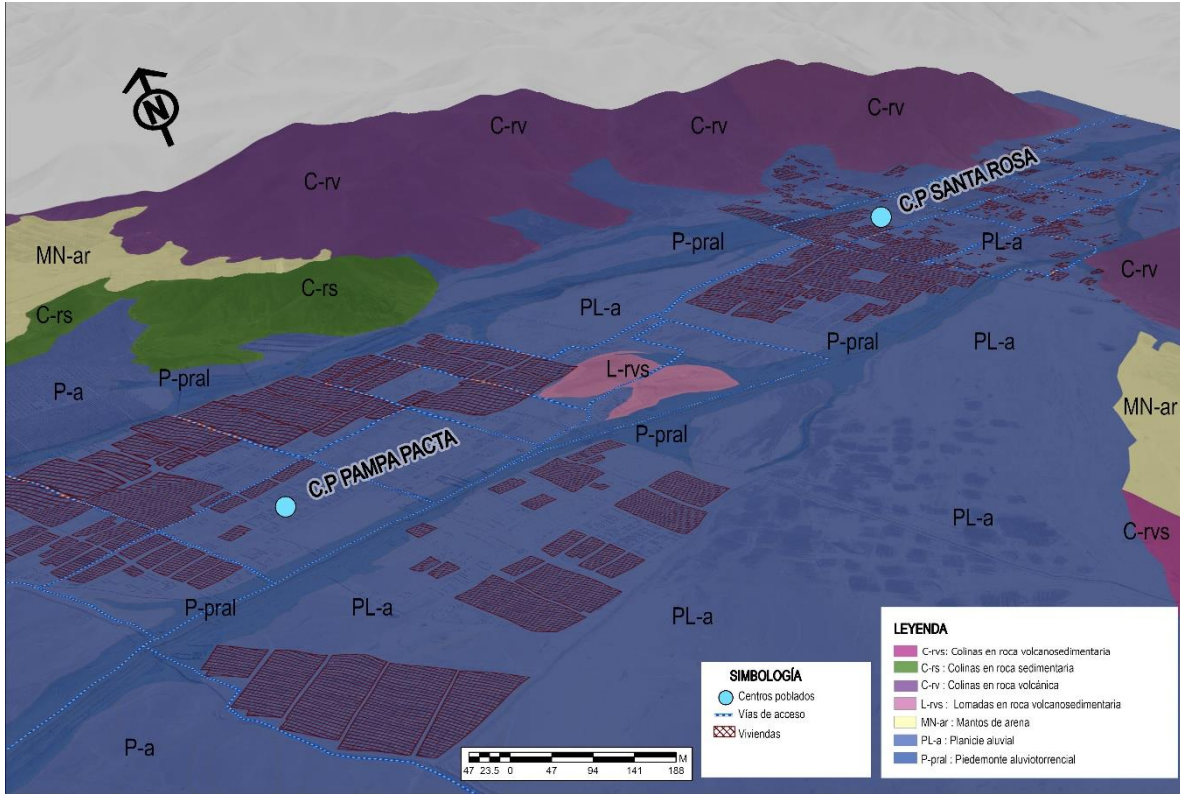 N
C-rv
C-rv
C-rv
C-rv
C.P SANTA ROSA
MN-ar
P-pral
PL-a
C-rv
C-rs
C-rs
PL-a
P-pral
PL-a
P-a
P-pral
L-rvs
MN-ar
P-pral
C.P PAMPA PACTA
PL-a
C-rvs
P-pral
PL-a
PL-a
P-a
SIMBOLOGÍA
Centros poblados
Vías de acceso
Viviendas
LEYENDA
C-rvs: Colinas en roca volcanosedimentaria
C-rs : Colinas en roca sedimentaria
C-rv : Colinas en roca volcánica
L-rvs : Lomadas en roca volcanosedimentaria
MN-ar : Mantos de arena
PL-a : Planicie aluvial
P-pral : Piedemonte aluviotorrencial
M
47 23.5 0 47 94 141 188